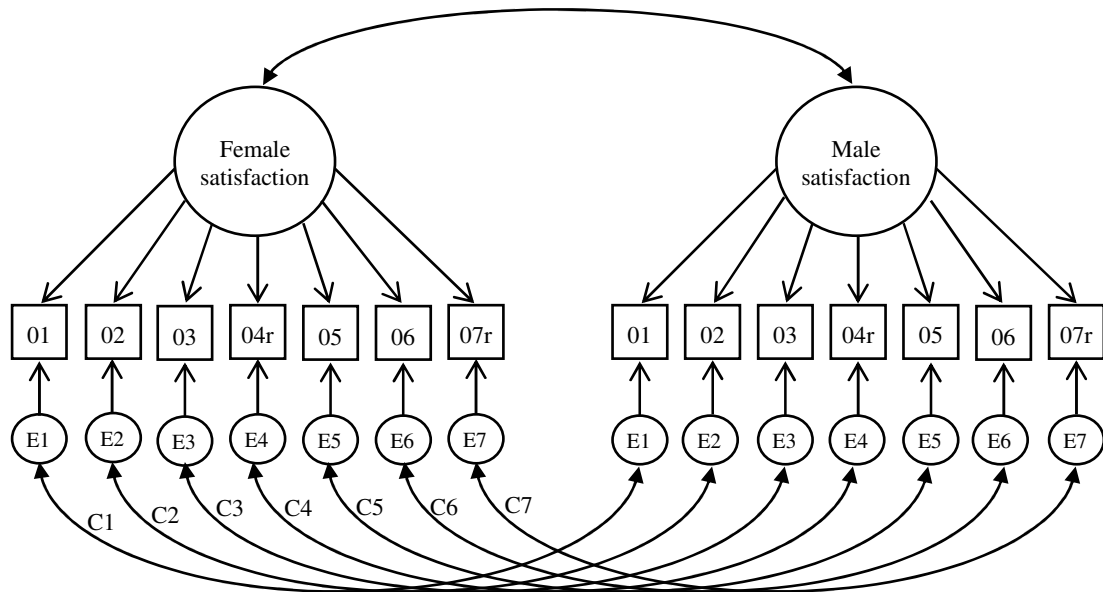 Female
satisfaction
Male
satisfaction
01 02 03 04r 05 06 07r
01 02 03 04r 05 06 07r
E1 E2 E3 E4 E5 E6 E7
E1 E2 E3 E4 E5 E6 E7
C1 C2 C3 C4 C5 C6 C7